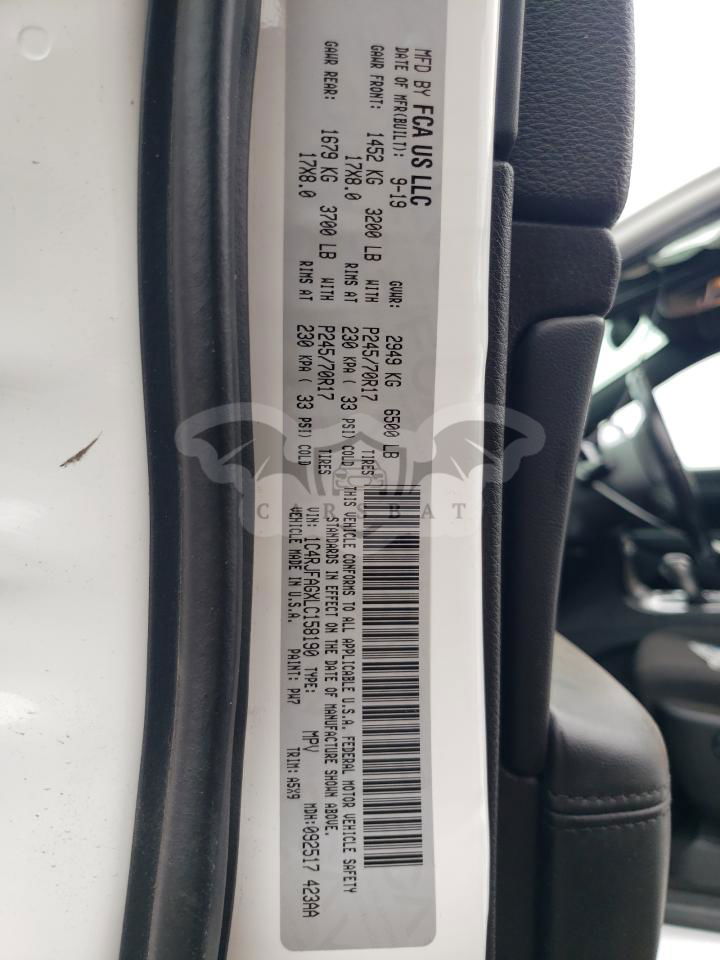 MFD BY FCA US LLC
DATE OF MFR(BUILT): 9-19 GVWR: 2949 KG 6500 LB
GAWR FRONT: 1452 KG 3200 LB WITH P245/70R17 TIRES
17X8.0 RIMS AT 230 KPA ( 33 PSI) COLD
GAWR REAR: 1679 KG 3700 LB WITH P245/70R17 TIRES
17X8.0 RIMS AT 230 KPA ( 33 PSI) COLD
THIS VEHICLE CONFORMS TO ALL APPLICABLE U.S.A. FEDERAL MOTOR VEHICLE SAFETY
STANDARDS IN EFFECT ON THE DATE OF MANUFACTURE SHOWN ABOVE.
VIN: 1C4RJFAGXLC158190 TYPE: MPV MDH:092517 423AA
VEHICLE MADE IN U.S.A. PAINT: PW7 TRIM: A5X9
CARSBAT